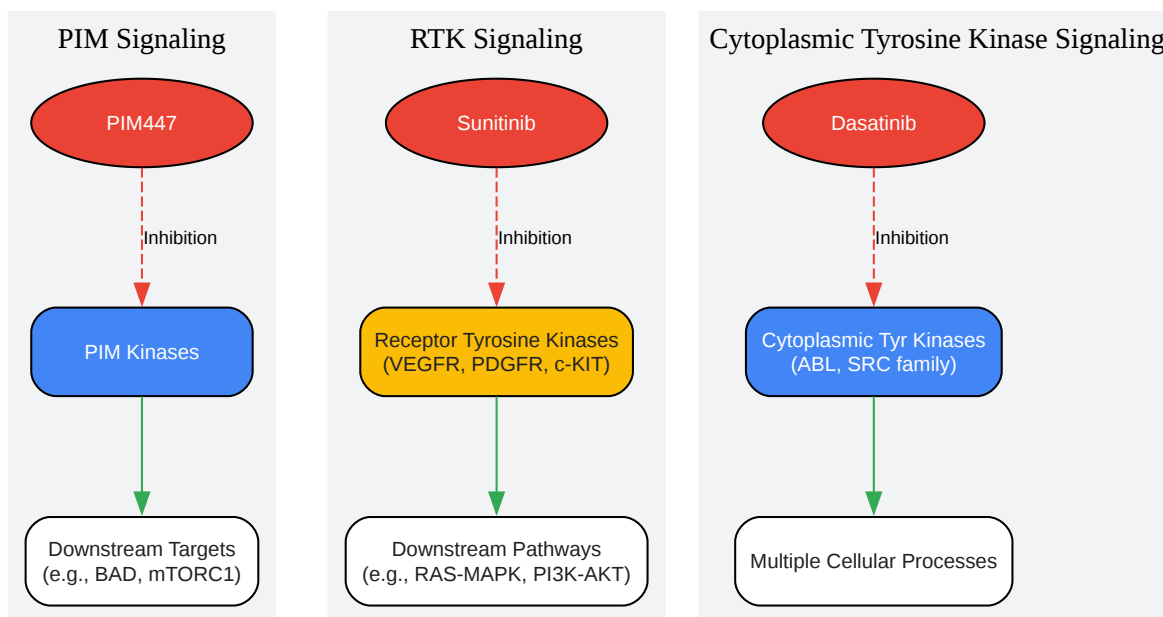 PIM Signaling
PIM447
Inhibition
PIM Kinases
Downstream Targets
(e.g., BAD, mTORC1)
RTK Signaling
Sunitinib
Inhibition
Receptor Tyrosine Kinases
(VEGFR, PDGFR, c-KIT)
Downstream Pathways
(e.g., RAS-MAPK, PI3K-AKT)
Cytoplasmic Tyrosine Kinase Signaling
Dasatinib
Inhibition
Cytoplasmic Tyr Kinases
(ABL, SRC family)
Multiple Cellular Processes